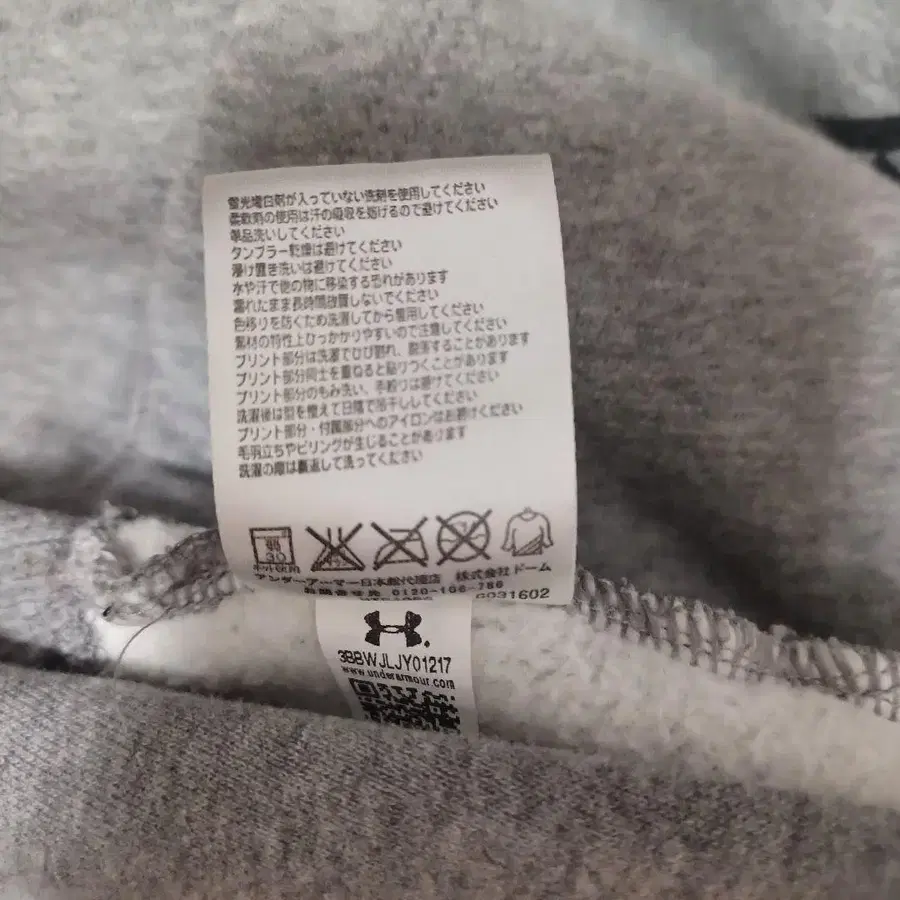 蛍光増白剤が入っていない洗剤を使用してください
柔軟剤の使用は汗の吸収を妨げるので避けてください
単品洗いしてください
タンブラー乾燥は避けてください
浸け置き洗いは避けてください
水や汗で他の物に移染する恐れがあります
濡れたまま長時間放置しないでください
色移りを防ぐため洗濯してから着用してください
素材の特性上ひっかかりやすいので注意してください
プリント部分は洗濯でひび割れ、脱落することがあります
プリント部分同士を重ねると貼りつくことがあります
プリント部分のもみ洗い、手絞りは避けてください
洗濯後は型を整えて日陰で吊干ししてください
プリント部分・付属部分へのアイロンはお避けください
毛羽立ちやピリングが生じることがあります
洗濯の際は裏返して洗ってください
弱
30
ネット使用
アンダーアーマー日本総代理店 株式会社ドーム
お問合せ先 0120-106-786
C031602
3BBWJLJY01217
www.underarmour.com